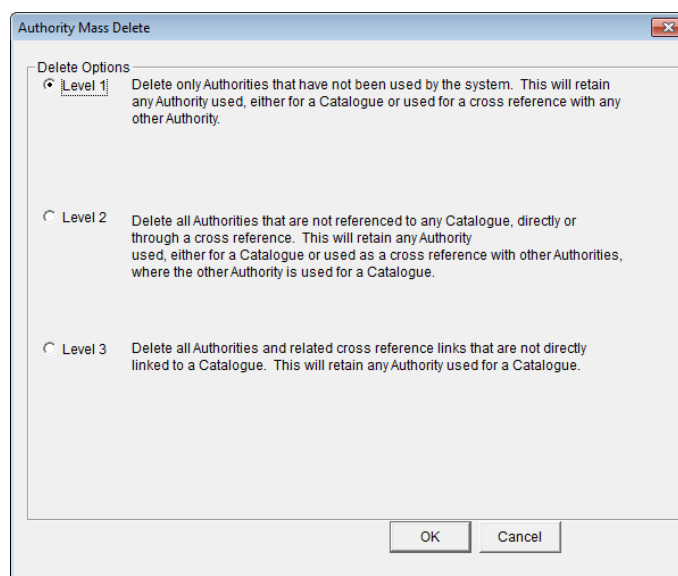 Authority Mass Delete
Delete Options
Level 1
Delete only Authorities that have not been used by the system. This will retain
any Authority used, either for a Catalogue or used for a cross reference with any
other Authority.
Level 2
Delete all Authorities that are not referenced to any Catalogue, directly or
through a cross reference. This will retain any Authority
used, either for a Catalogue or used as a cross reference with other Authorities,
where the other Authority is used for a Catalogue.
Level 3
Delete all Authorities and related cross reference links that are not directly
linked to a Catalogue. This will retain any Authority used for a Catalogue.
OK
Cancel